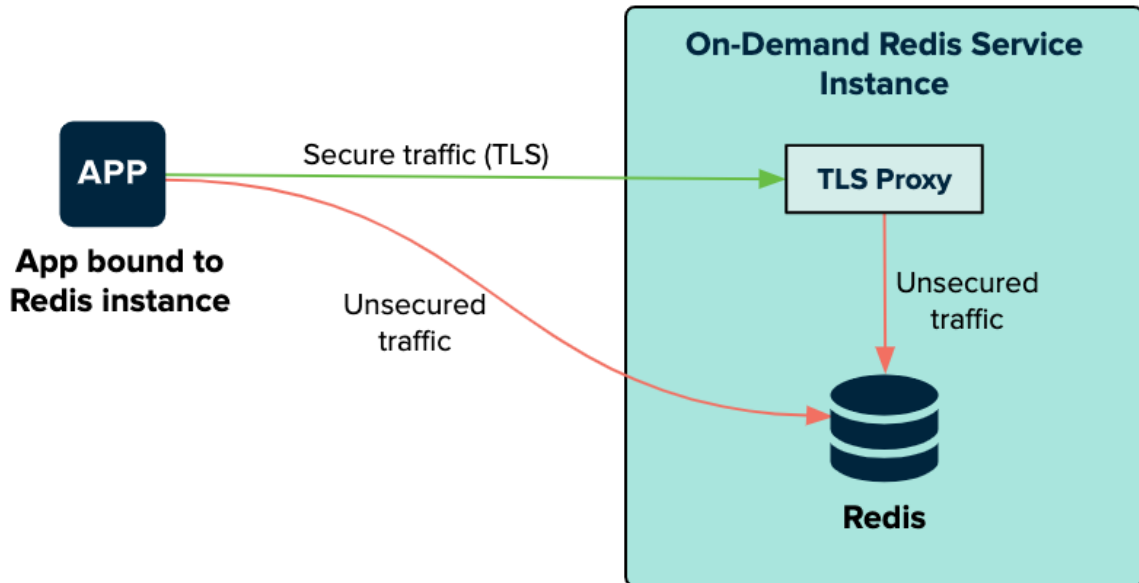 On-Demand Redis Service
Instance
APP
Secure traffic (TLS)
TLS Proxy
App bound to
Redis instance
Unsecured
traffic
Unsecured
traffic
Redis